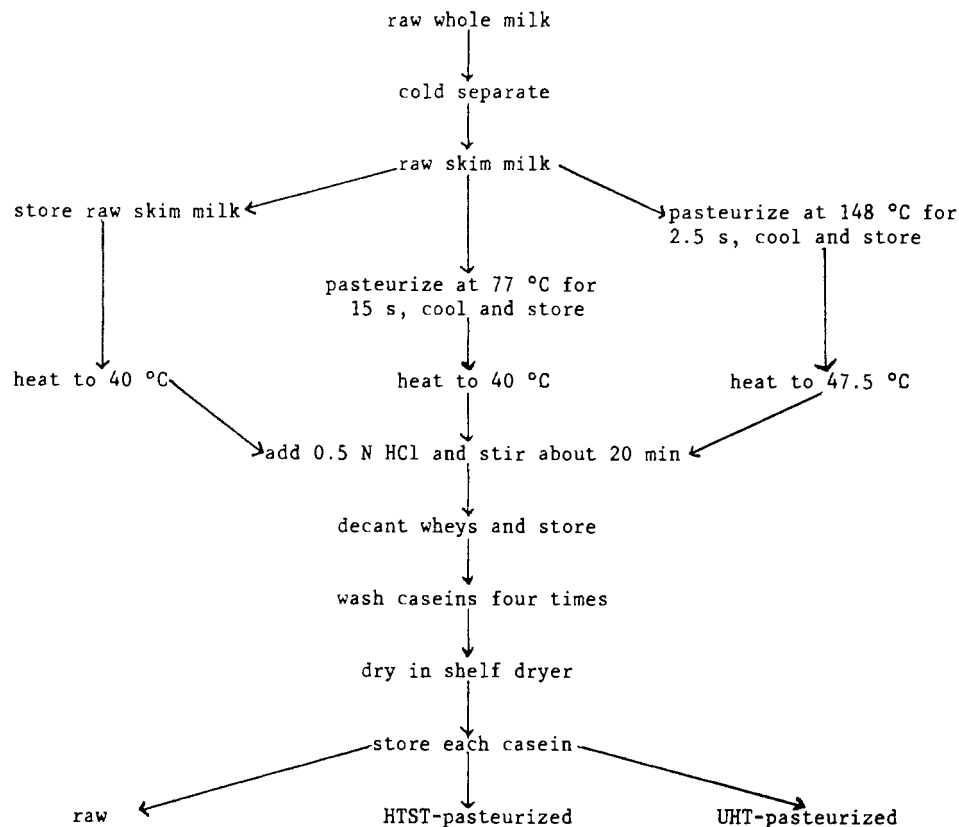 raw whole milk
cold separate
raw skim milk
store raw skim milk
pasteurize at 148 °C for
2.5 s, cool and store
pasteurize at 77 °C for
15 s, cool and store
heat to 40 °C
heat to 40 °C
heat to 47.5 °C
add 0.5 N HCl and stir about 20 min
decant wheys and store
wash caseins four times
dry in shelf dryer
store each casein
raw
HTST-pasteurized
UHT-pasteurized